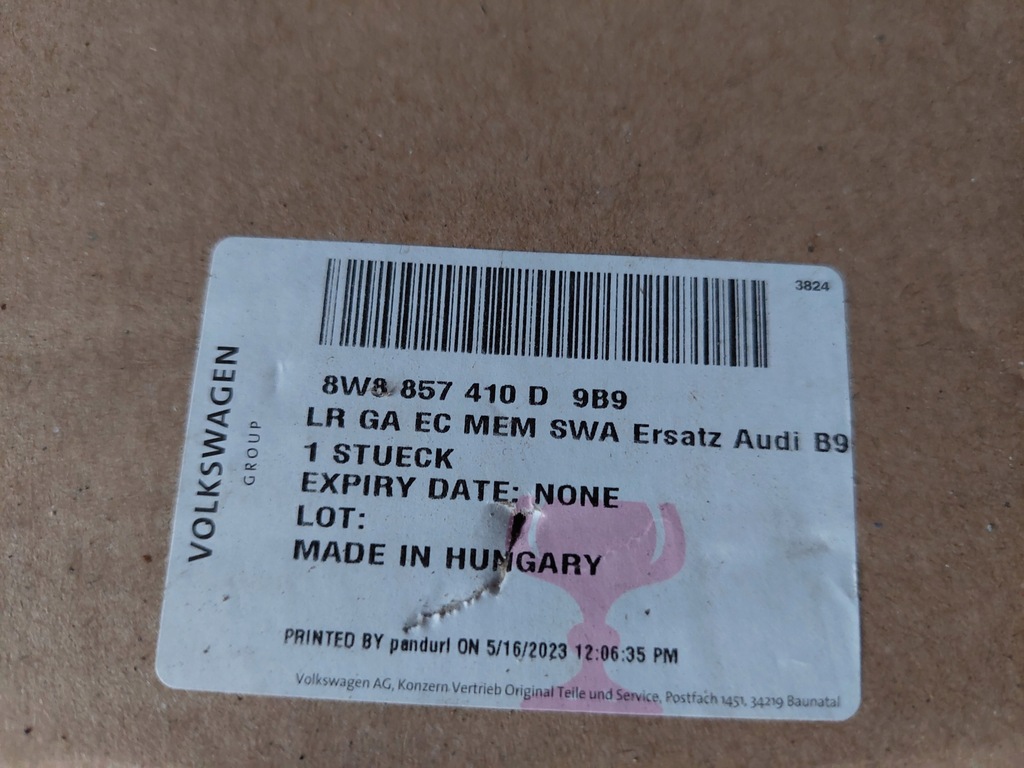 3824
8W8 857 410 D 9B9
LR GA EC MEM SWA Ersatz Audi B9
1 STUECK
EXPIRY DATE: NONE
LOT:
MADE IN HUNGARY
PRINTED BY pandurl ON 5/16/2023 12:06:35 PM
Volkswagen AG, Konzern Vertrieb Original Teile und Service, Postfach 1451, 34219 Baunatal
VOLKSWAGEN
GROUP